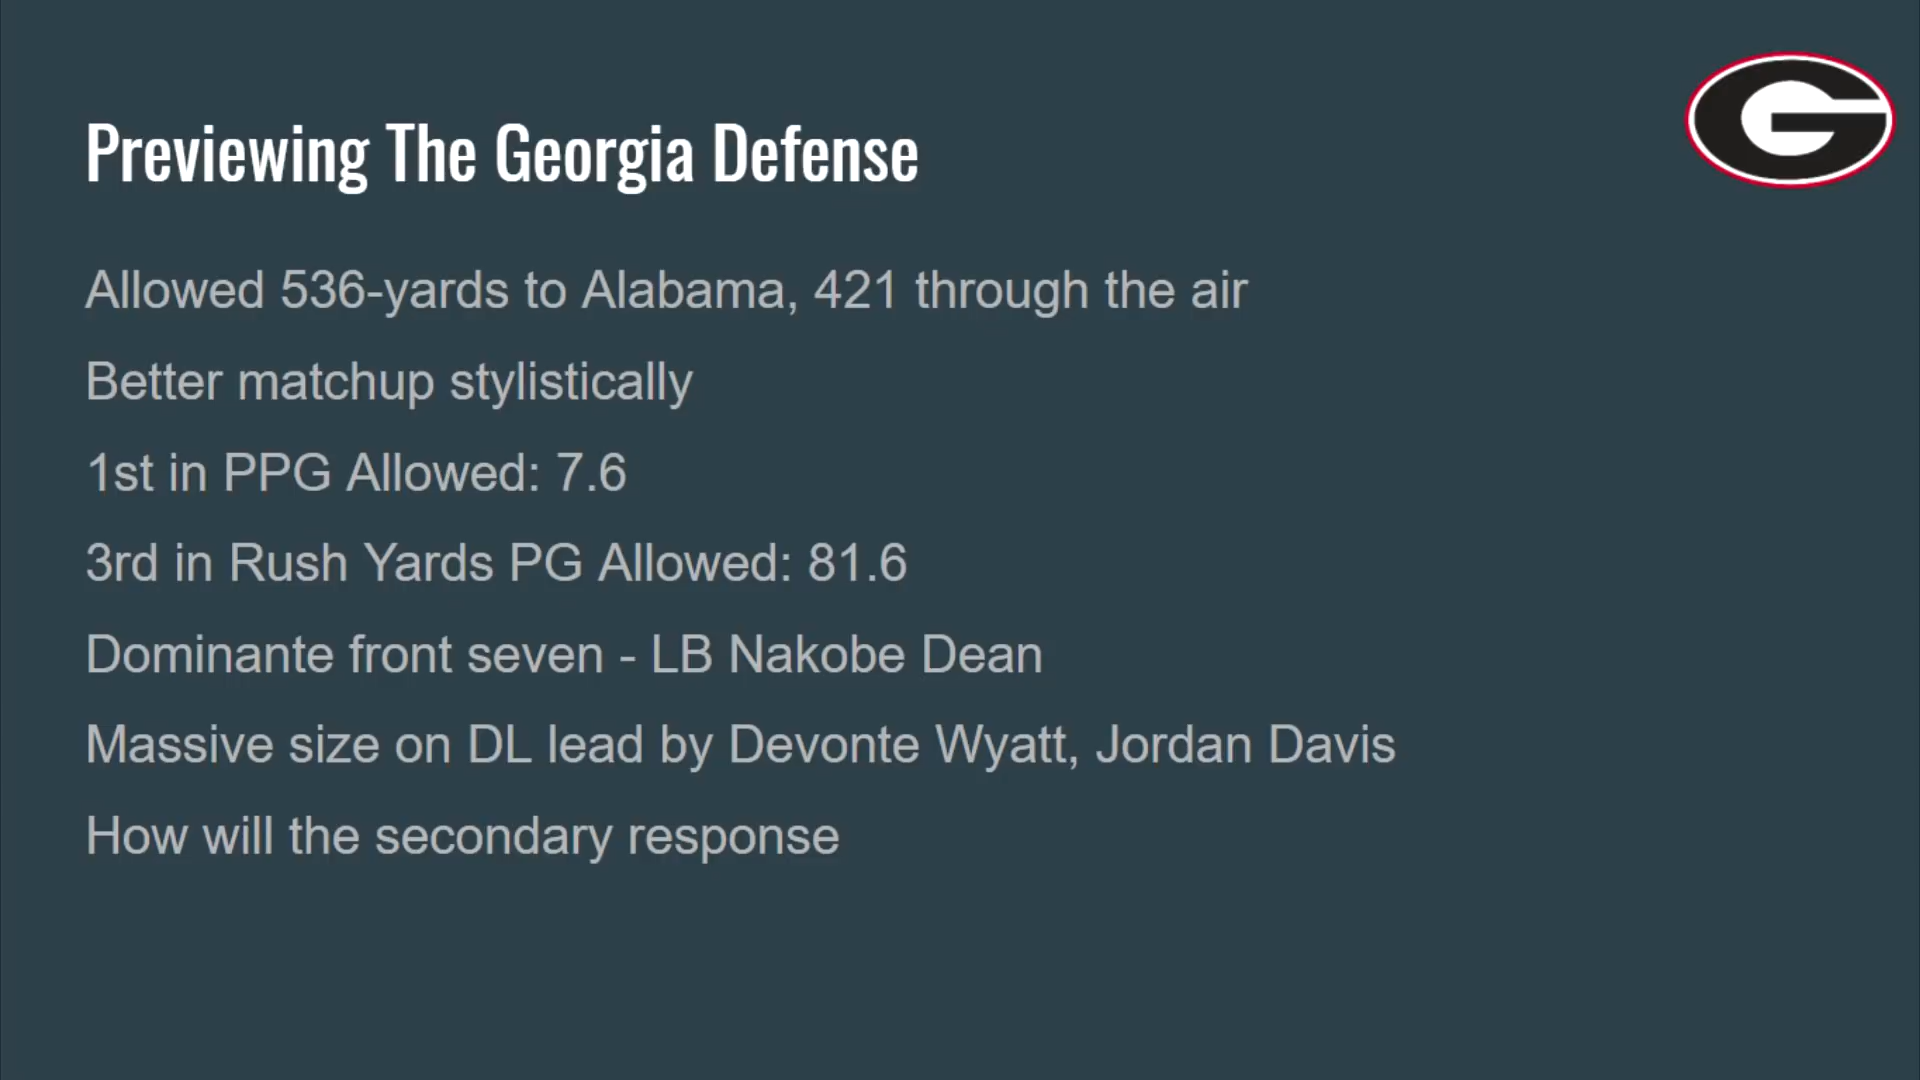 G
Previewing The Georgia Defense
Allowed 536-yards to Alabama, 421 through the air
Better matchup stylistically
1st in PPG Allowed: 7.6
3rd in Rush Yards PG Allowed: 81.6
Dominante front seven - LB Nakobe Dean
Massive size on DL lead by Devonte Wyatt, Jordan Davis
How will the secondary response